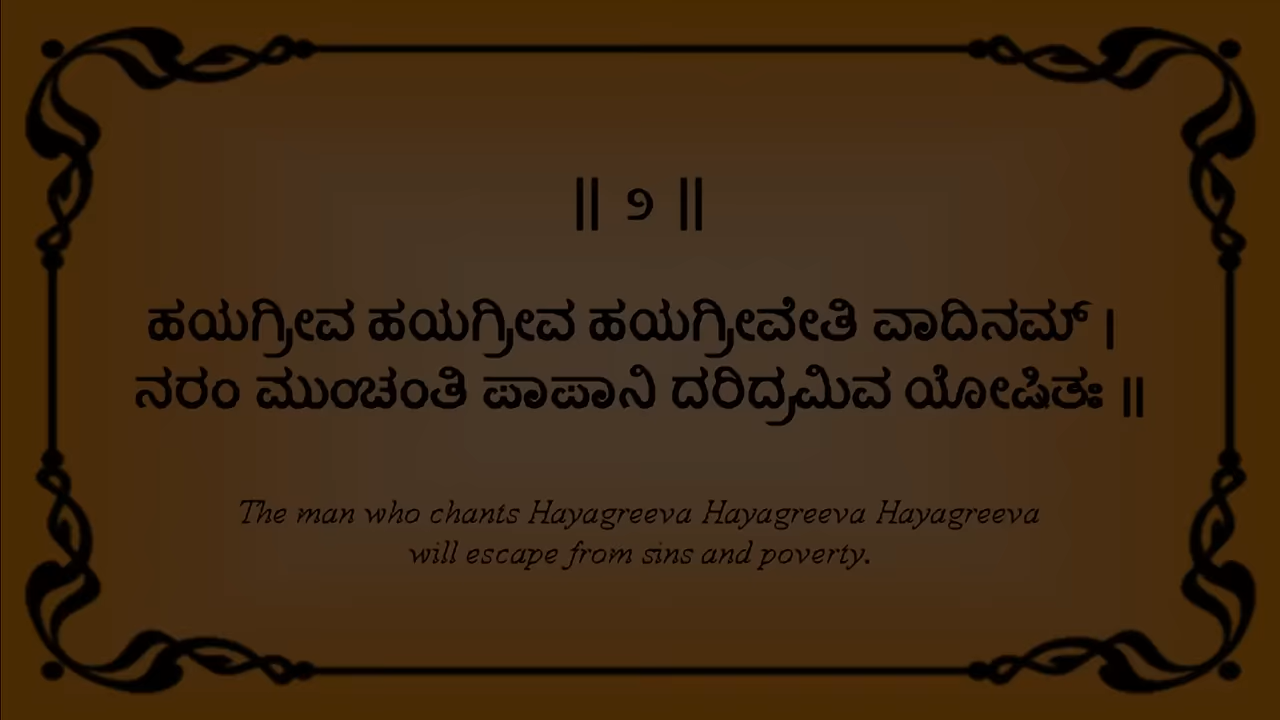 || ೨ ||
ಹಯಗ್ರೀವ ಹಯಗ್ರೀವ ಹಯಗ್ರೀವೇತಿ ವಾದಿನಮ್ |
ನರಂ ಮುಂಚಂತಿ ಪಾಪಾನಿ ದರಿದ್ರಮಿವ ಯೋಷಿತಃ ||
The man who chants Hayagreeva Hayagreeva Hayagreeva
will escape from sins and poverty.